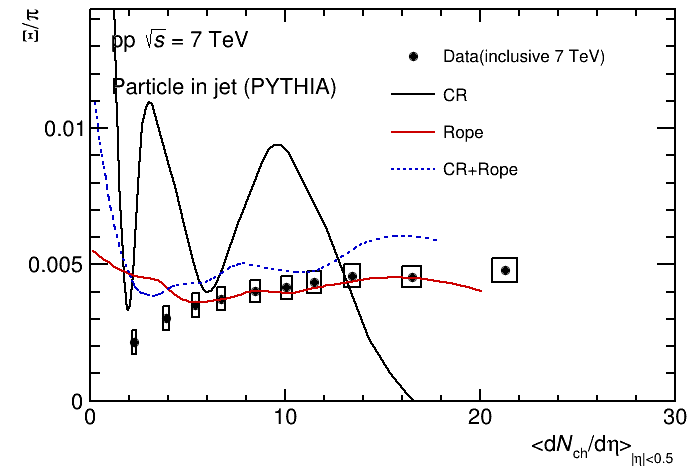 Ξ/π
pp √s = 7 TeV
Particle in jet (PYTHIA)
Data(inclusive 7 TeV)
CR
Rope
CR+Rope
0.01
0.005
0
0 10 20 30
<dN_ch/dη>_|η|<0.5